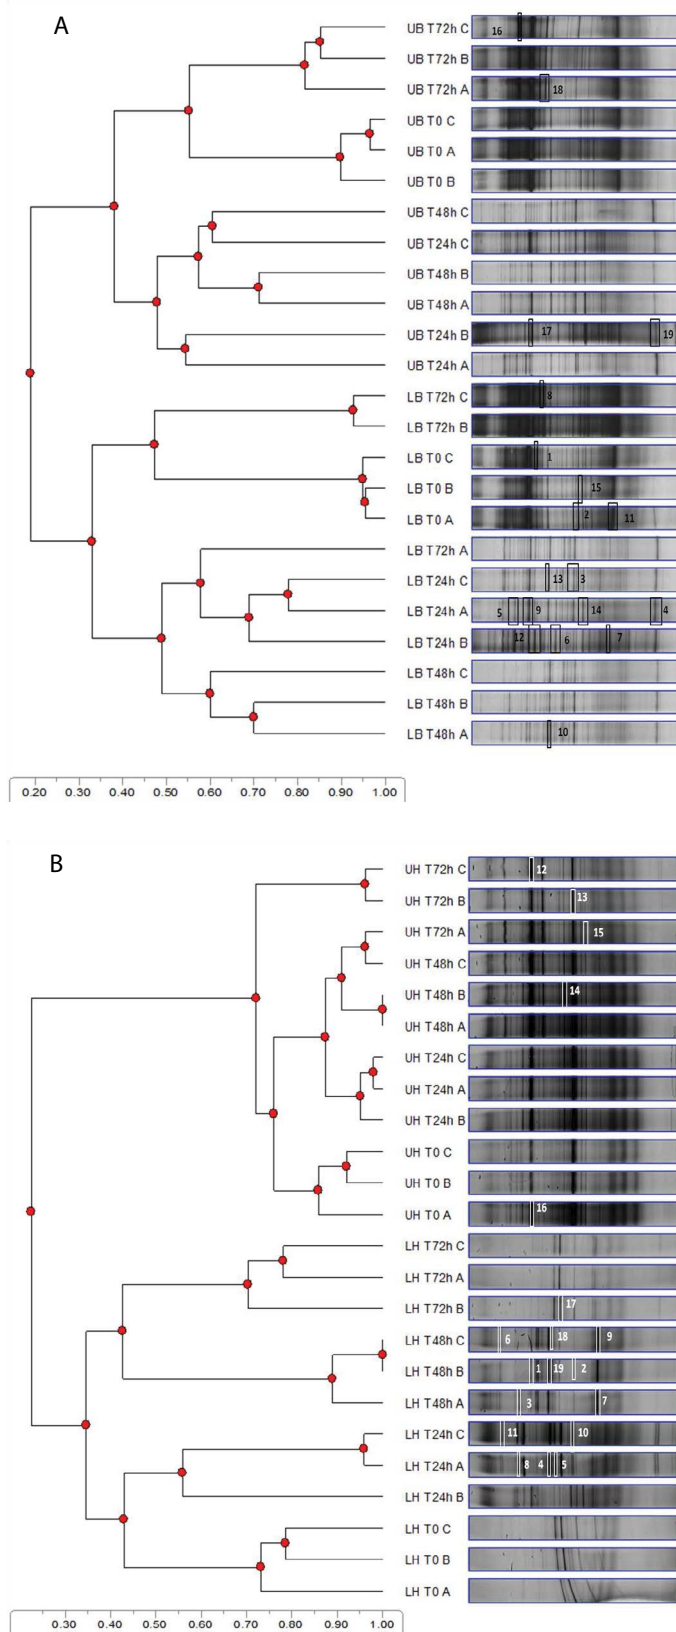 A
UB T72h C 16
UB T72h B
UB T72h A 18
UB T0 C
UB T0 A
UB T0 B
UB T48h C
UB T24h C
UB T48h B
UB T48h A
UB T24h B 17 19
UB T24h A
LB T72h C 8
LB T72h B
LB T0 C 1
LB T0 B 15
LB T0 A 2 11
LB T72h A
LB T24h C 13 3
LB T24h A 5 9 14 4
LB T24h B 12 6 7
LB T48h C
LB T48h B
LB T48h A 10
0.20 0.30 0.40 0.50 0.60 0.70 0.80 0.90 1.00
B
UH T72h C 12
UH T72h B 13
UH T72h A 15
UH T48h C
UH T48h B 14
UH T48h A
UH T24h C
UH T24h A
UH T24h B
UH T0 C
UH T0 B
UH T0 A 16
LH T72h C
LH T72h A
LH T72h B 17
LH T48h C 6 18 9
LH T48h B 1 19 2
LH T48h A 3 7
LH T24h C 11 10
LH T24h A 8 4 5
LH T24h B
LH T0 C
LH T0 B
LH T0 A
0.30 0.40 0.50 0.60 0.70 0.80 0.90 1.00